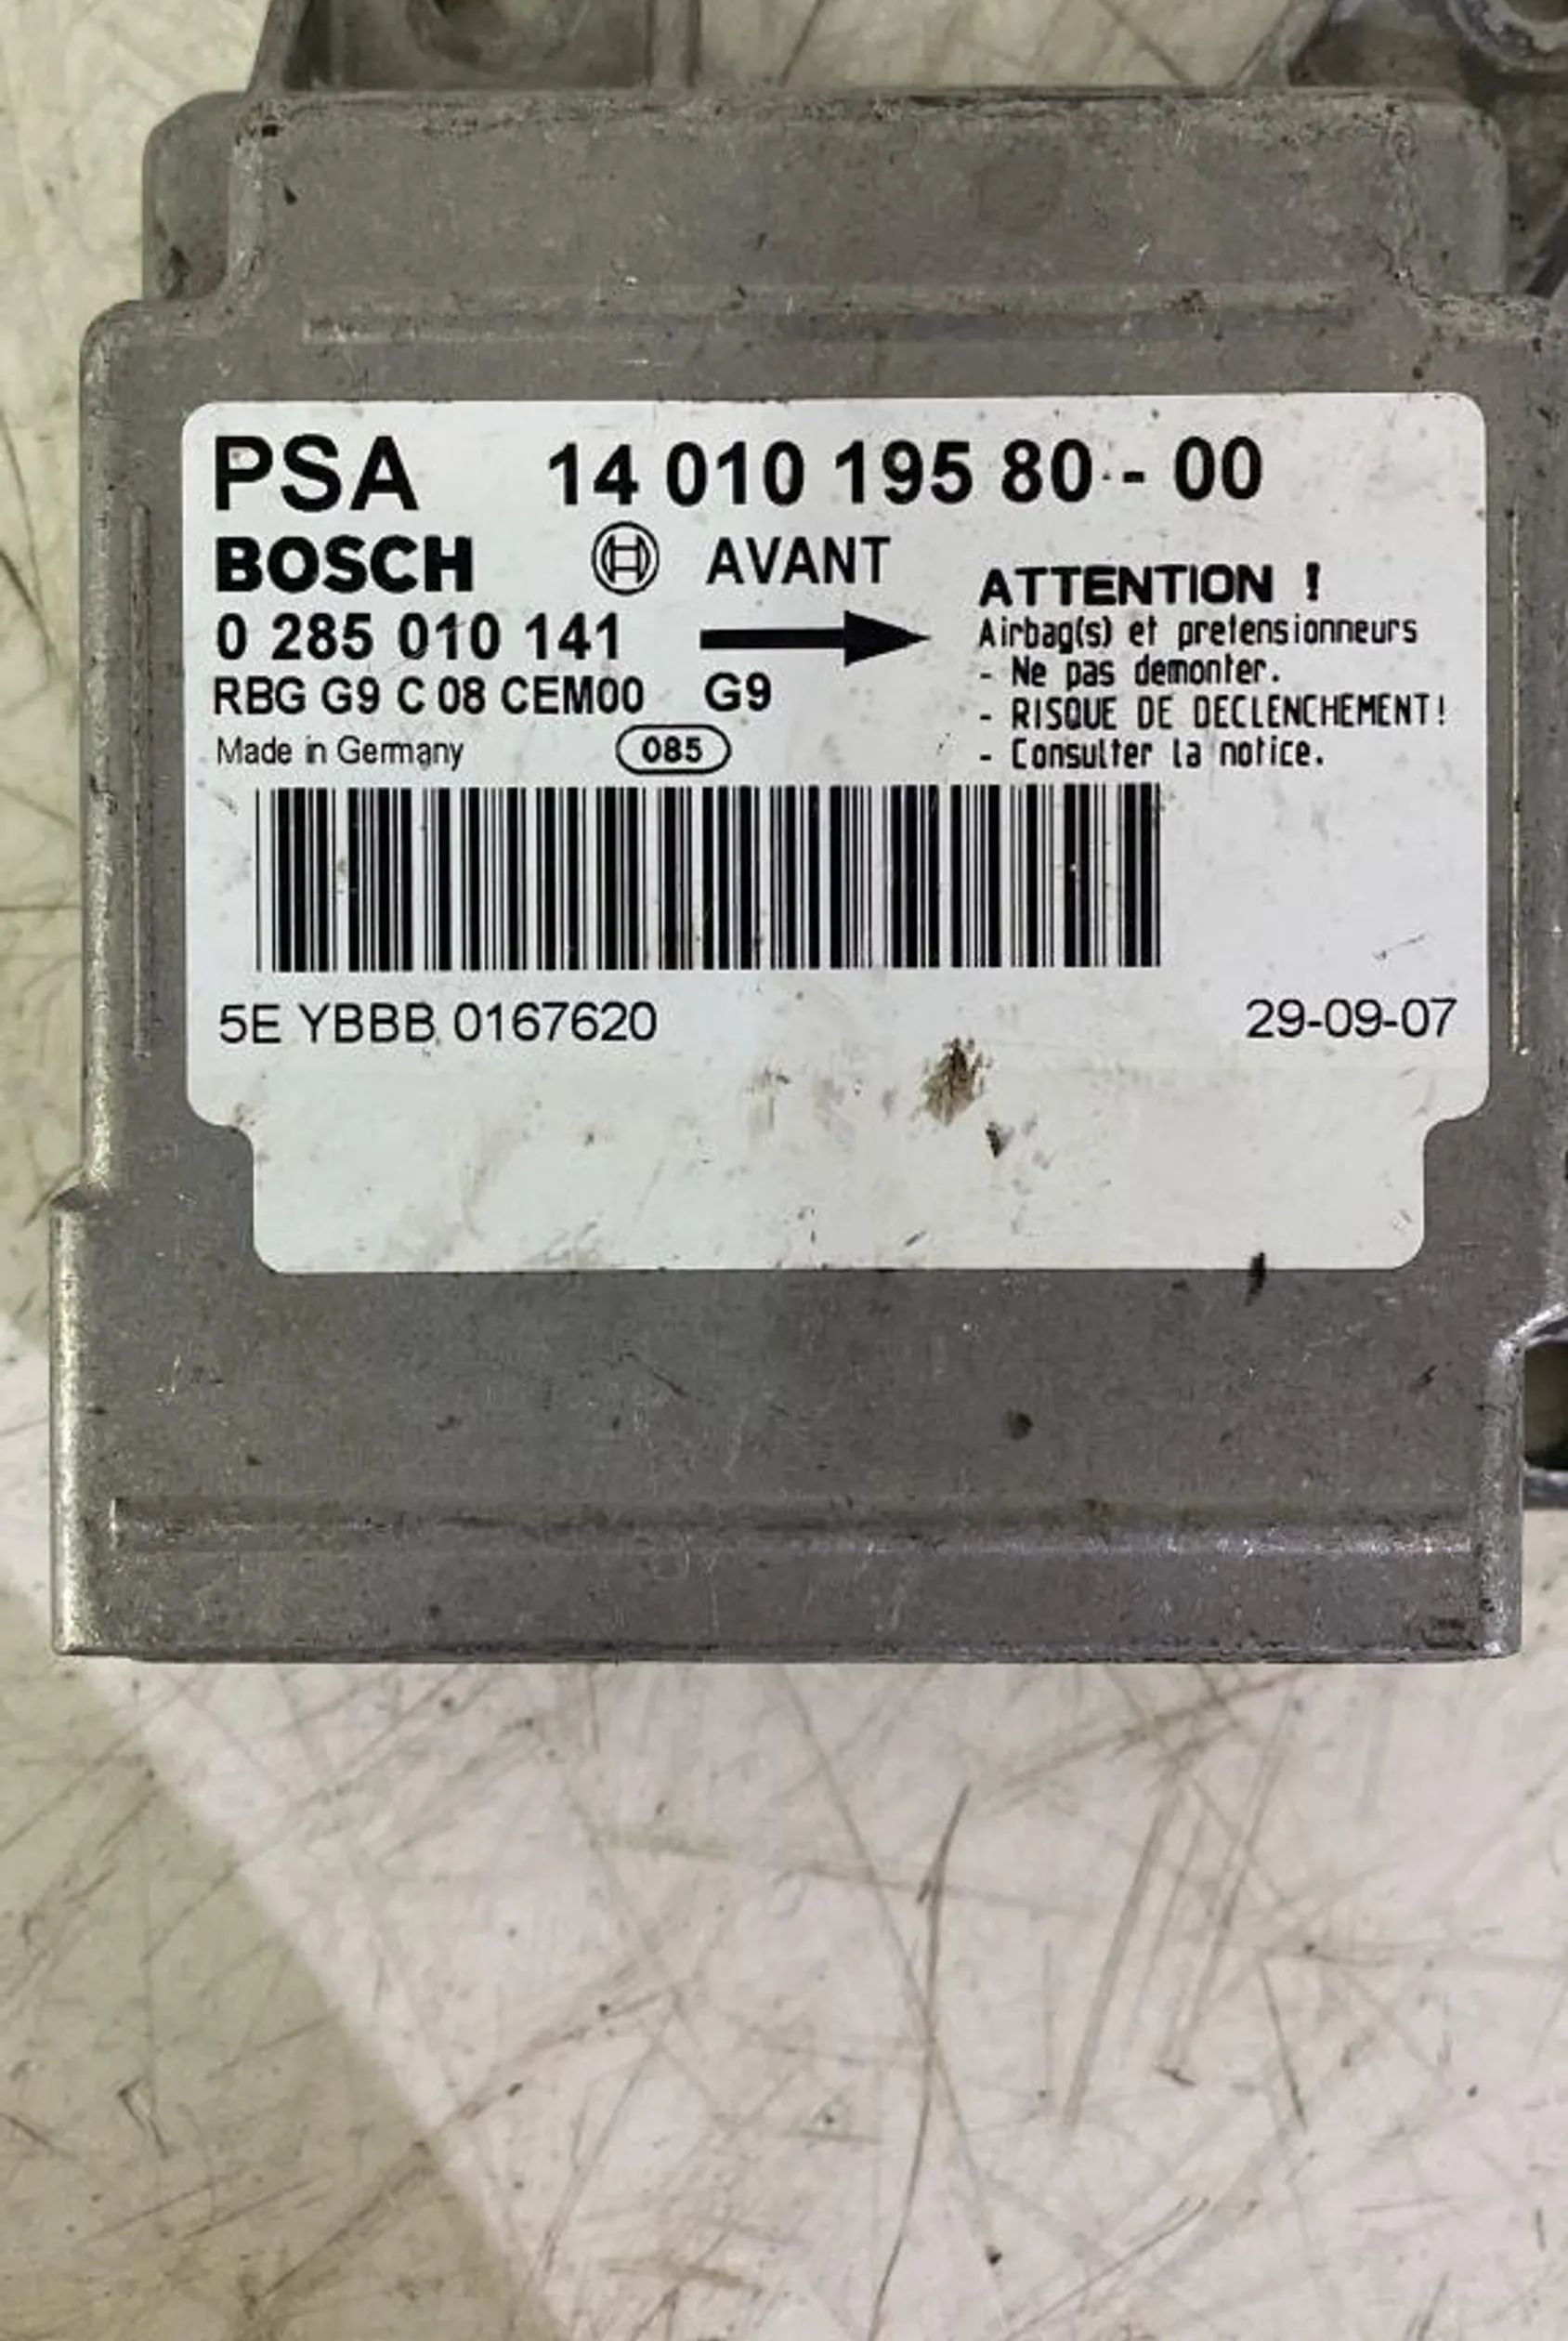 PSA 14 010 195 80 - 00
BOSCH AVANT
0 285 010 141
RBG G9 C 08 CEM00 G9
Made in Germany 085
ATTENTION !
Airbag(s) et pretensionneurs
- Ne pas demonter.
- RISQUE DE DECLENCHEMENT!
- Consulter la notice.
5E YBBB 0167620 29-09-07